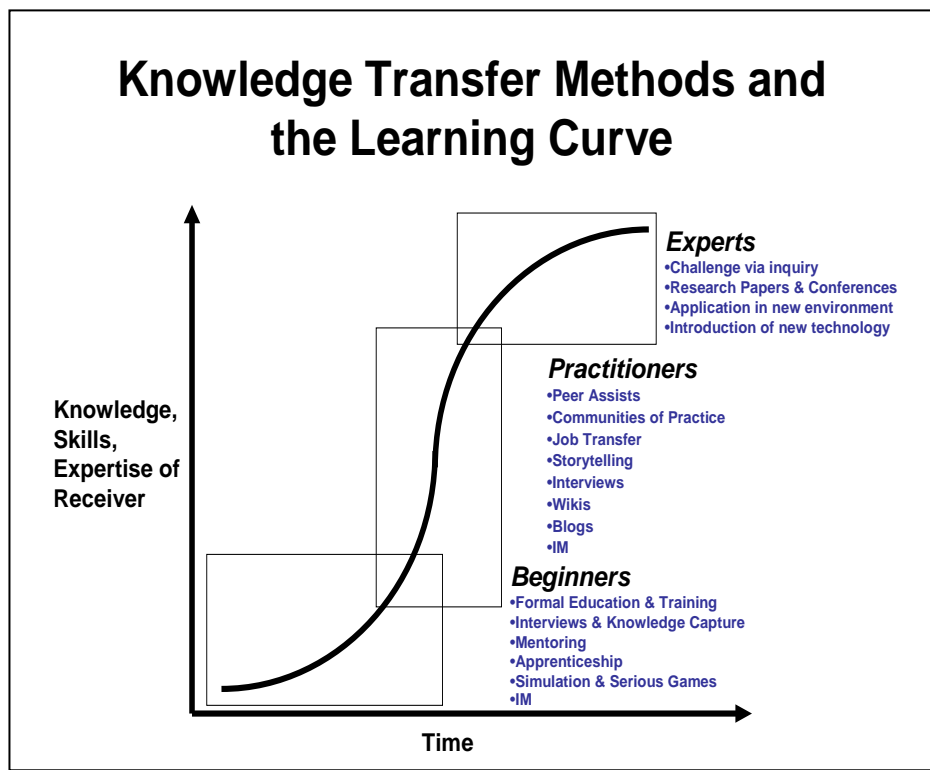 Knowledge Transfer Methods and
the Learning Curve
Experts
•Challenge via inquiry
•Research Papers & Conferences
•Application in new environment
•Introduction of new technology
Practitioners
•Peer Assists
•Communities of Practice
•Job Transfer
•Storytelling
•Interviews
•Wikis
•Blogs
•IM
Knowledge,
Skills,
Expertise of
Receiver
Beginners
•Formal Education & Training
•Interviews & Knowledge Capture
•Mentoring
•Apprenticeship
•Simulation & Serious Games
•IM
Time